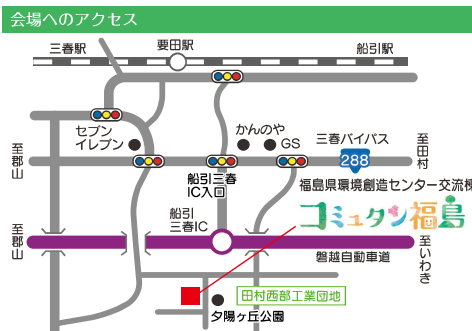 会場へのアクセス
三春駅
要田駅
船引駅
セブン
イレブン
かんのや
GS
三春バイパス
288
至郡山
至田村
船引三春
IC入口
福島県環境創造センター交流棟
コミュタン福島
船引
三春IC
至郡山
至いわき
磐越自動車道
田村西部工業団地
夕陽ヶ丘公園